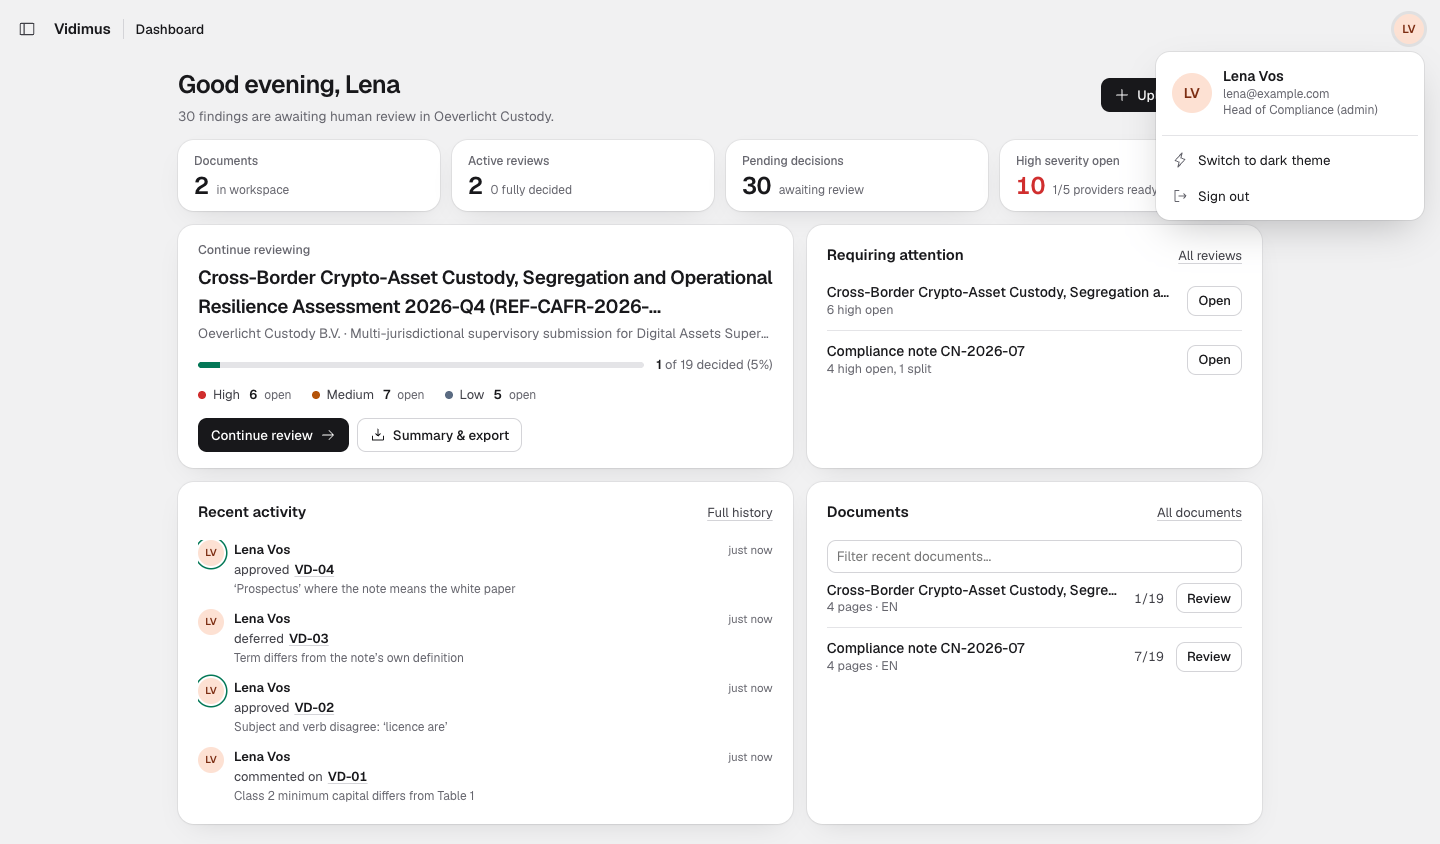 Vidimus
Dashboard
LV
Good evening, Lena
30 findings are awaiting human review in Oeverlicht Custody.
LV
Lena Vos
lena@example.com
Head of Compliance (admin)
Switch to dark theme
Sign out
Documents
2 in workspace
Active reviews
2 0 fully decided
Pending decisions
30 awaiting review
High severity open
10 1/5 providers ready
Continue reviewing
Cross-Border Crypto-Asset Custody, Segregation and Operational
Resilience Assessment 2026-Q4 (REF-CAFR-2026-...
Oeverlicht Custody B.V. · Multi-jurisdictional supervisory submission for Digital Assets Super...
1 of 19 decided (5%)
High 6 open Medium 7 open Low 5 open
Continue review
Summary & export
Requiring attention
All reviews
Cross-Border Crypto-Asset Custody, Segregation a...
6 high open
Open
Compliance note CN-2026-07
4 high open, 1 split
Open
Recent activity
Full history
LV
Lena Vos
just now
approved VD-04
‘Prospectus’ where the note means the white paper
LV
Lena Vos
just now
deferred VD-03
Term differs from the note’s own definition
LV
Lena Vos
just now
approved VD-02
Subject and verb disagree: ‘licence are’
LV
Lena Vos
just now
commented on VD-01
Class 2 minimum capital differs from Table 1
Documents
All documents
Filter recent documents...
Cross-Border Crypto-Asset Custody, Segre...
4 pages · EN
1/19
Review
Compliance note CN-2026-07
4 pages · EN
7/19
Review